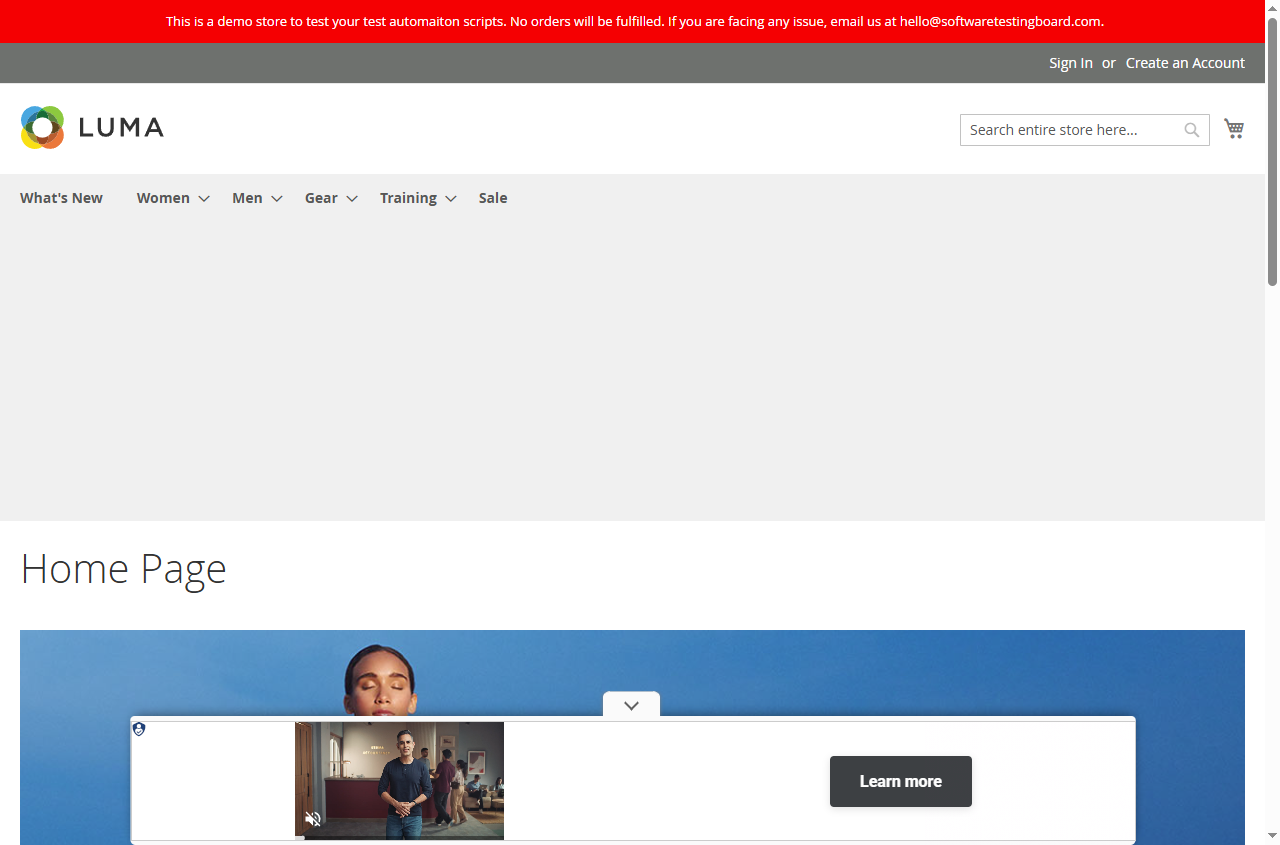 This is a demo store to test your test automaiton scripts. No orders will be fulfilled. If you are facing any issue, email us at hello@softwaretestingboard.com.
Sign In or Create an Account
LUMA
Search entire store here...
What's New Women Men Gear Training Sale
Home Page
Learn more